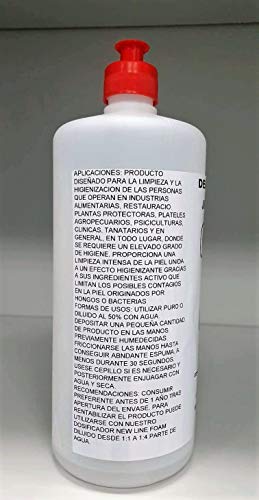 APLICACIONES: PRODUCTO
DISEÑADO PARA LA LIMPIEZA Y LA
HIGIENIZACION DE LAS PERSONAS
QUE OPERAN EN INDUSTRIAS
ALIMENTARIAS, RESTAURACIO
PLANTAS PROTECTORAS, PLATELES
AGROPECUARIOS, PSICICULTURAS,
CLINICAS, TANATARIOS Y EN
GENERAL, EN TODO LUGAR, DONDE
SE REQUIERE UN ELEVADO GRADO
DE HIGIENE. PROPORCIONA UNA
LIMPIEZA INTENSA DE LA PIEL UNIDA
A UN EFECTO HIGIENIZANTE GRACIAS
A SUS INGREDIENTES ACTIVO QUE
LIMITAN LOS POSIBLES CONTAGIOS
EN LA PIEL ORIGINADOS POR
HONGOS O BACTERIAS
FORMAS DE USOS: UTILIZAR PURO O
DILUIDO AL 50% CON AGUA.
DEPOSITAR UNA PEQUEÑA CANTIDAD
DE PRODUCTO EN LAS MANOS
PREVIAMENTE HUMEDECIDAS.
FRICCIONARSE LAS MANOS HASTA
CONSEGUIR ABNDANTE ESPUMA, A
MENOS DURANTE 30 SEGUNDOS.
USESE CEPILLO SI ES NECESARIO Y
POSTERIORMENTE ENJUAGAR CON
AGUA Y SECA.
RECOMENDACIONES: CONSUMIR
PREFERENTE ANTES DE 1 AÑO TRAS
APERTURA DEL ENVASE. PARA
RENTABILIZAR EL PRODUCTO PUEDE
UTILIZARSE CON NUESTRO
DOSIFICADOR NEW LINE FOAM
DILUIDO DESDE 1:1 A 1:4 PARTE DE
AGUA.